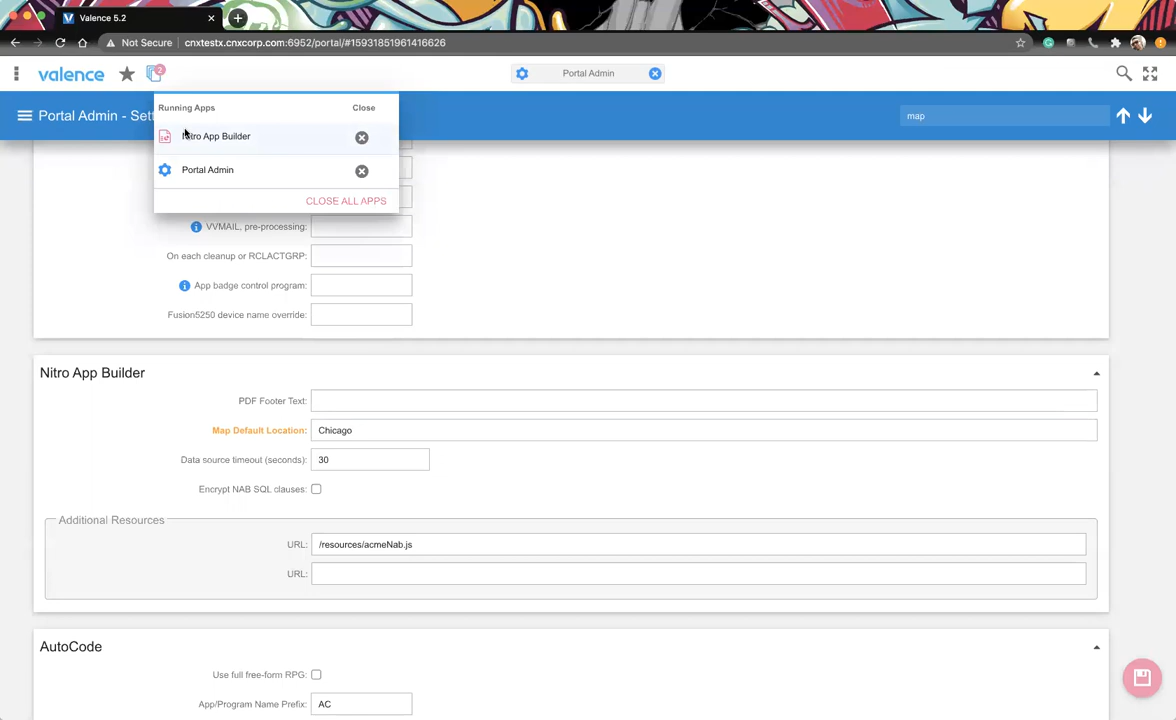 Valence 5.2
Not Secure cnxtestx.cnxcorp.com:6952/portal/#15931851961416626
valence
2
Portal Admin
Portal Admin - Sett
map
Running Apps Close
Nitro App Builder
Portal Admin
CLOSE ALL APPS
VVMAIL, pre-processing:
On each cleanup or RCLACTGRP:
App badge control program:
Fusion5250 device name override:
Nitro App Builder
PDF Footer Text:
Map Default Location: Chicago
Data source timeout (seconds): 30
Encrypt NAB SQL clauses:
Additional Resources
URL: /resources/acmeNab.js
URL:
AutoCode
Use full free-form RPG:
App/Program Name Prefix: AC